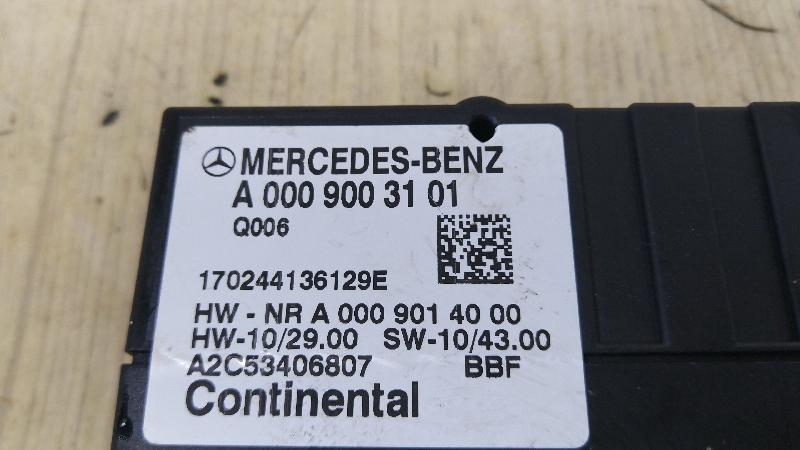 MERCEDES-BENZ
A 000 900 31 01
Q006
170244136129E
HW - NR A 000 901 40 00
HW-10/29.00 SW-10/43.00
A2C53406807 BBF
Continental